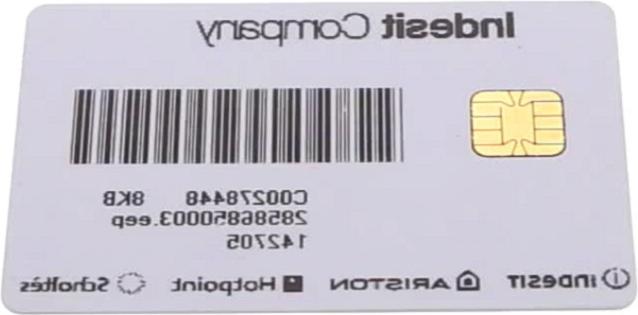 Indesit Company
C00278448 8KB
28586850003.eep
142705
INDESIT ARISTON Hotpoint Scholtès